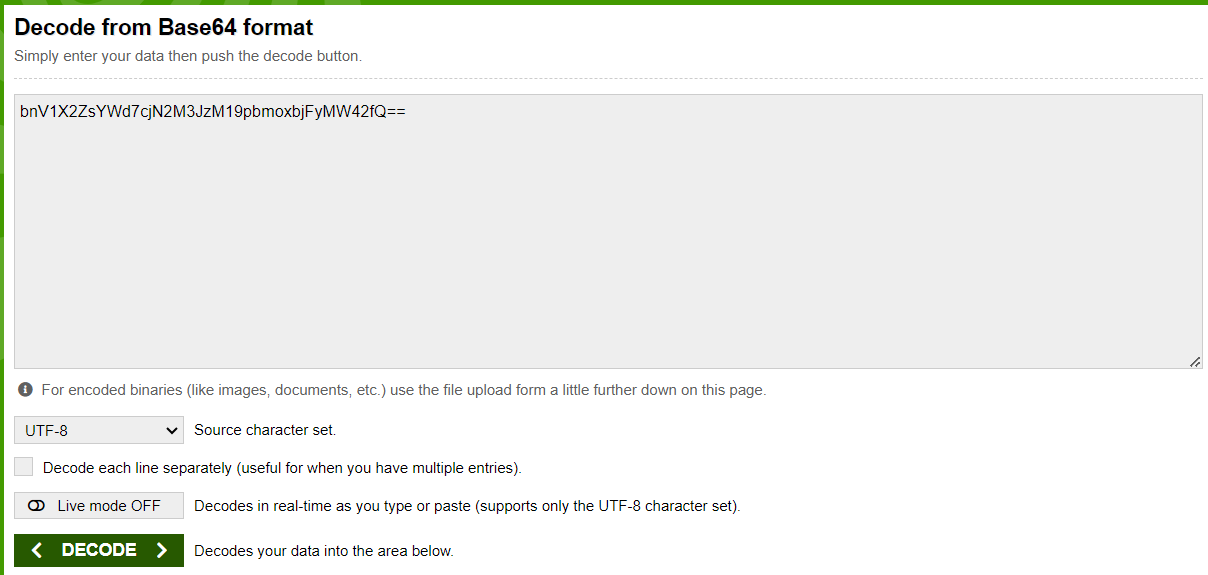 Decode from Base64 format
Simply enter your data then push the decode button.
bnV1X2ZsYWd7cjN2M3JzM19pbmoxbjFyMW42fQ==
For encoded binaries (like images, documents, etc.) use the file upload form a little further down on this page.
UTF-8 Source character set.
Decode each line separately (useful for when you have multiple entries).
Live mode OFF Decodes in real-time as you type or paste (supports only the UTF-8 character set).
DECODE Decodes your data into the area below.